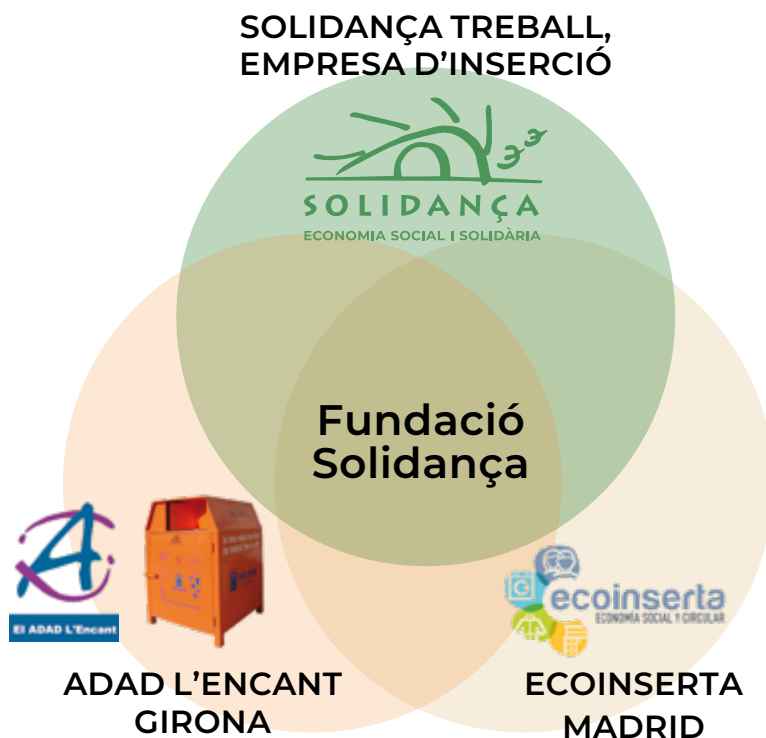 SOLIDANÇA TREBALL,
EMPRESA D'INSERCIÓ
SOLIDANÇA
ECONOMIA SOCIAL I SOLIDÀRIA
Fundació
Solidança
El ADAD L'Encant
ecoinserta
ECONOMÍA SOCIAL Y CIRCULAR
ADAD L'ENCANT
GIRONA
ECOINSERTA
MADRID